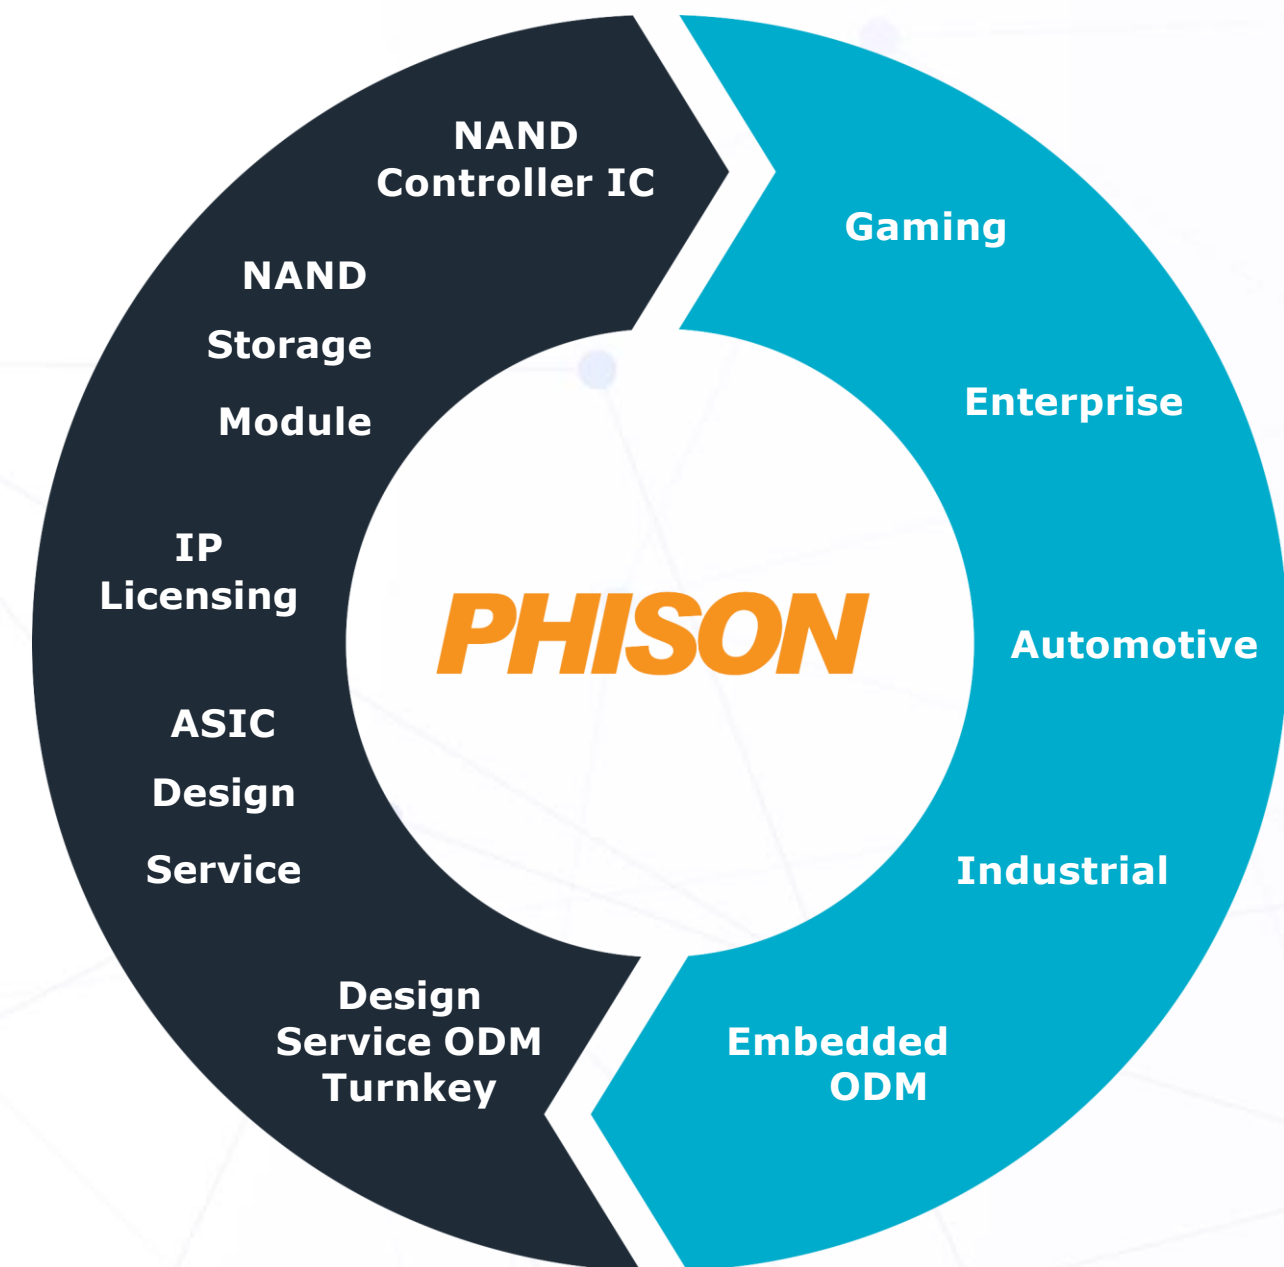 NAND
Controller IC
NAND
Storage
Module
IP
Licensing
ASIC
Design
Service
Design
Service ODM
Turnkey
PHISON
Gaming
Enterprise
Automotive
Industrial
Embedded
ODM